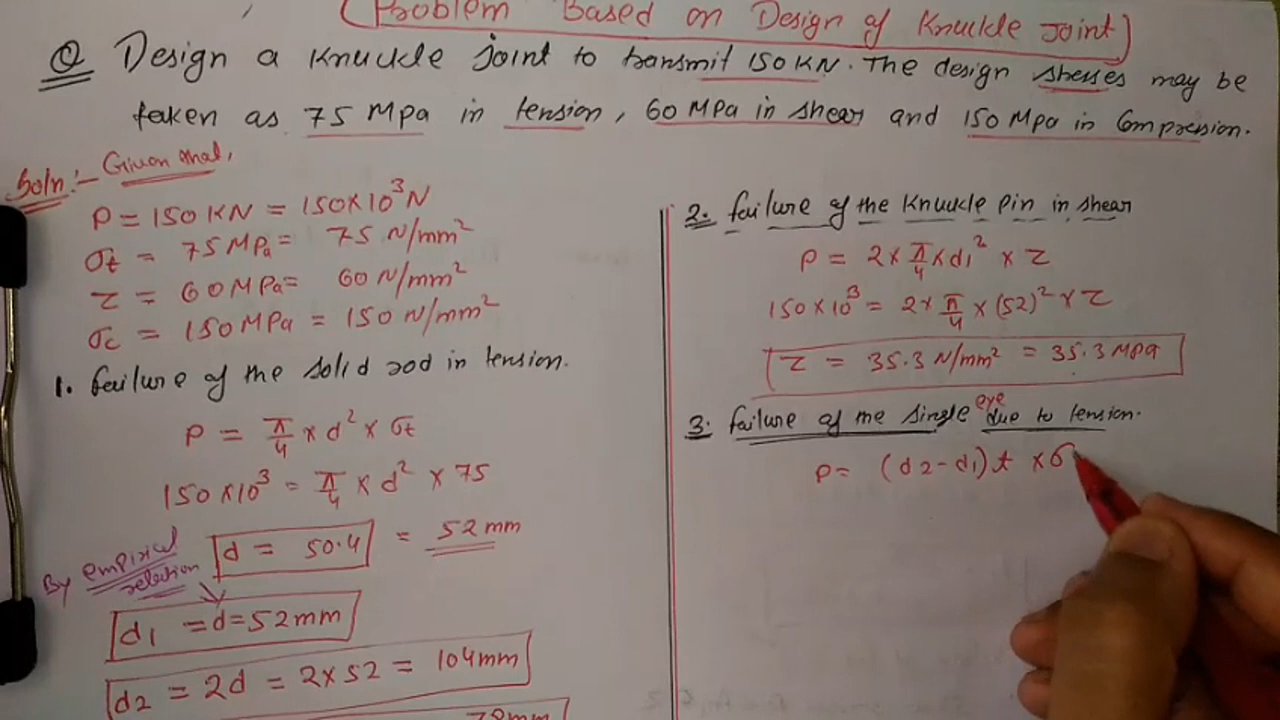 (Problem Based on Design of Knuckle Joint)
Q Design a Knuckle joint to transmit 150 KN. The design stresses may be
taken as 75 MPa in tension, 60 MPa in shear and 150 MPa in Compression.
Soln:- Given that,
P = 150 KN = 150×10³N
σt = 75 MPa = 75 N/mm²
τ = 60 MPa = 60 N/mm²
σc = 150 MPa = 150 N/mm²
1. failure of the solid rod in tension.
P = π/4 × d² × σt
150×10³ = π/4 × d² × 75
d = 50.4 = 52 mm
By empirical
relation
d1 = d = 52 mm
d2 = 2d = 2×52 = 104mm
78mm
2. failure of the Knuckle Pin in shear
P = 2×π/4×d1² × τ
150×10³ = 2×π/4×(52)²×τ
τ = 35.3 N/mm² = 35.3 MPa
3. failure of the single eye due to tension.
P = (d2-d1)t ×σ